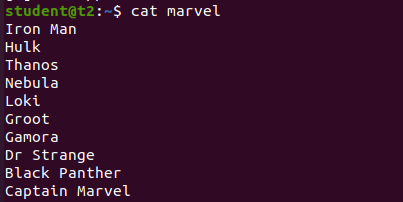 student@t2:~$ cat marvel
Iron Man
Hulk
Thanos
Nebula
Loki
Groot
Gamora
Dr Strange
Black Panther
Captain Marvel